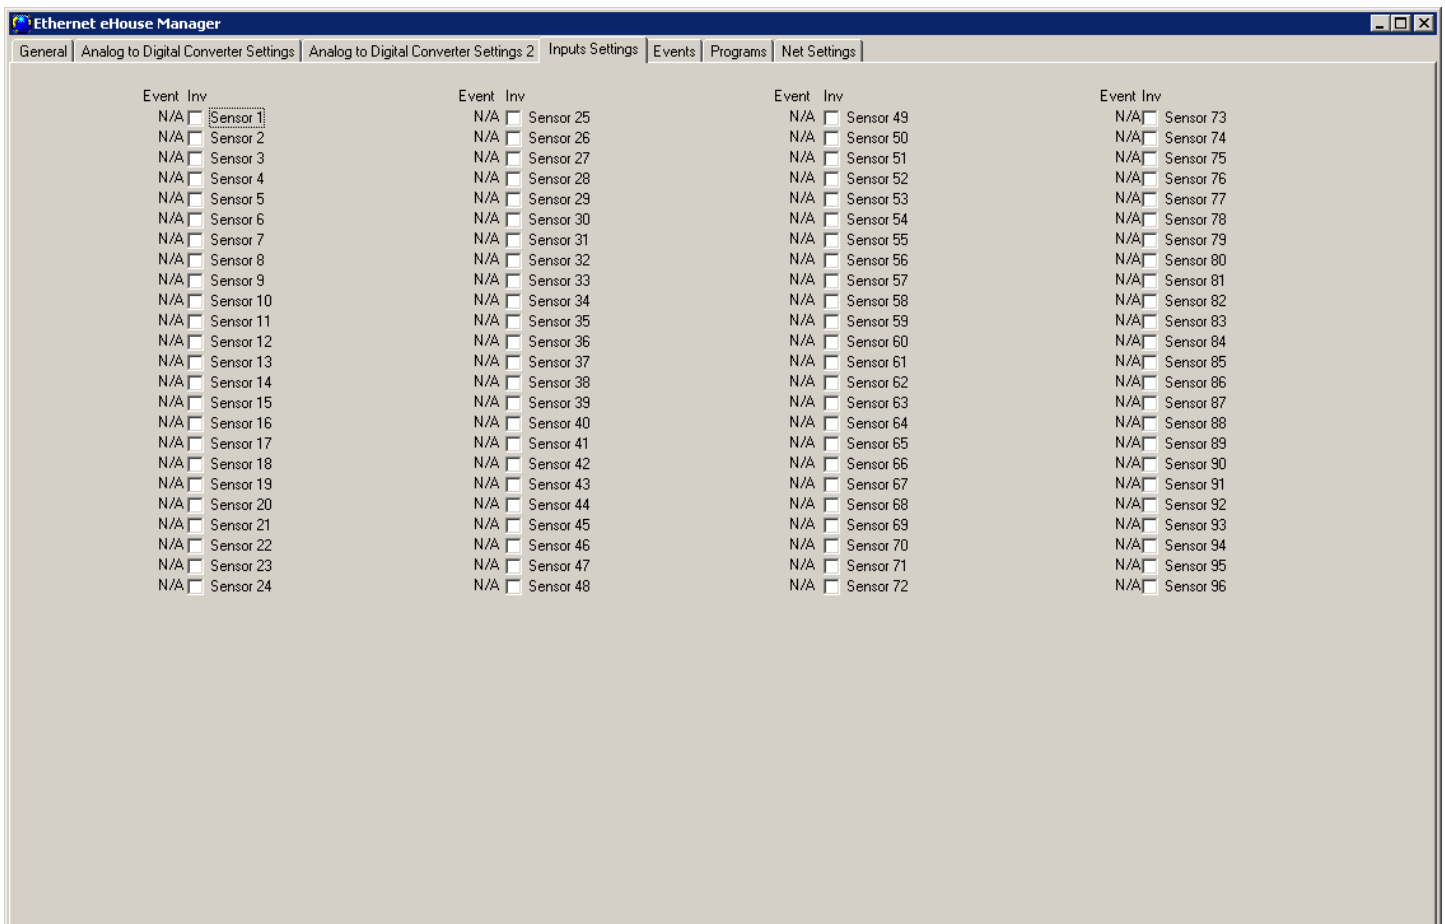 Ethernet eHouse Manager
General Analog to Digital Converter Settings Analog to Digital Converter Settings 2 Inputs Settings Events Programs Net Settings
Event Inv Event Inv Event Inv Event Inv
N/A Sensor 1 N/A Sensor 25 N/A Sensor 49 N/A Sensor 73
N/A Sensor 2 N/A Sensor 26 N/A Sensor 50 N/A Sensor 74
N/A Sensor 3 N/A Sensor 27 N/A Sensor 51 N/A Sensor 75
N/A Sensor 4 N/A Sensor 28 N/A Sensor 52 N/A Sensor 76
N/A Sensor 5 N/A Sensor 29 N/A Sensor 53 N/A Sensor 77
N/A Sensor 6 N/A Sensor 30 N/A Sensor 54 N/A Sensor 78
N/A Sensor 7 N/A Sensor 31 N/A Sensor 55 N/A Sensor 79
N/A Sensor 8 N/A Sensor 32 N/A Sensor 56 N/A Sensor 80
N/A Sensor 9 N/A Sensor 33 N/A Sensor 57 N/A Sensor 81
N/A Sensor 10 N/A Sensor 34 N/A Sensor 58 N/A Sensor 82
N/A Sensor 11 N/A Sensor 35 N/A Sensor 59 N/A Sensor 83
N/A Sensor 12 N/A Sensor 36 N/A Sensor 60 N/A Sensor 84
N/A Sensor 13 N/A Sensor 37 N/A Sensor 61 N/A Sensor 85
N/A Sensor 14 N/A Sensor 38 N/A Sensor 62 N/A Sensor 86
N/A Sensor 15 N/A Sensor 39 N/A Sensor 63 N/A Sensor 87
N/A Sensor 16 N/A Sensor 40 N/A Sensor 64 N/A Sensor 88
N/A Sensor 17 N/A Sensor 41 N/A Sensor 65 N/A Sensor 89
N/A Sensor 18 N/A Sensor 42 N/A Sensor 66 N/A Sensor 90
N/A Sensor 19 N/A Sensor 43 N/A Sensor 67 N/A Sensor 91
N/A Sensor 20 N/A Sensor 44 N/A Sensor 68 N/A Sensor 92
N/A Sensor 21 N/A Sensor 45 N/A Sensor 69 N/A Sensor 93
N/A Sensor 22 N/A Sensor 46 N/A Sensor 70 N/A Sensor 94
N/A Sensor 23 N/A Sensor 47 N/A Sensor 71 N/A Sensor 95
N/A Sensor 24 N/A Sensor 48 N/A Sensor 72 N/A Sensor 96